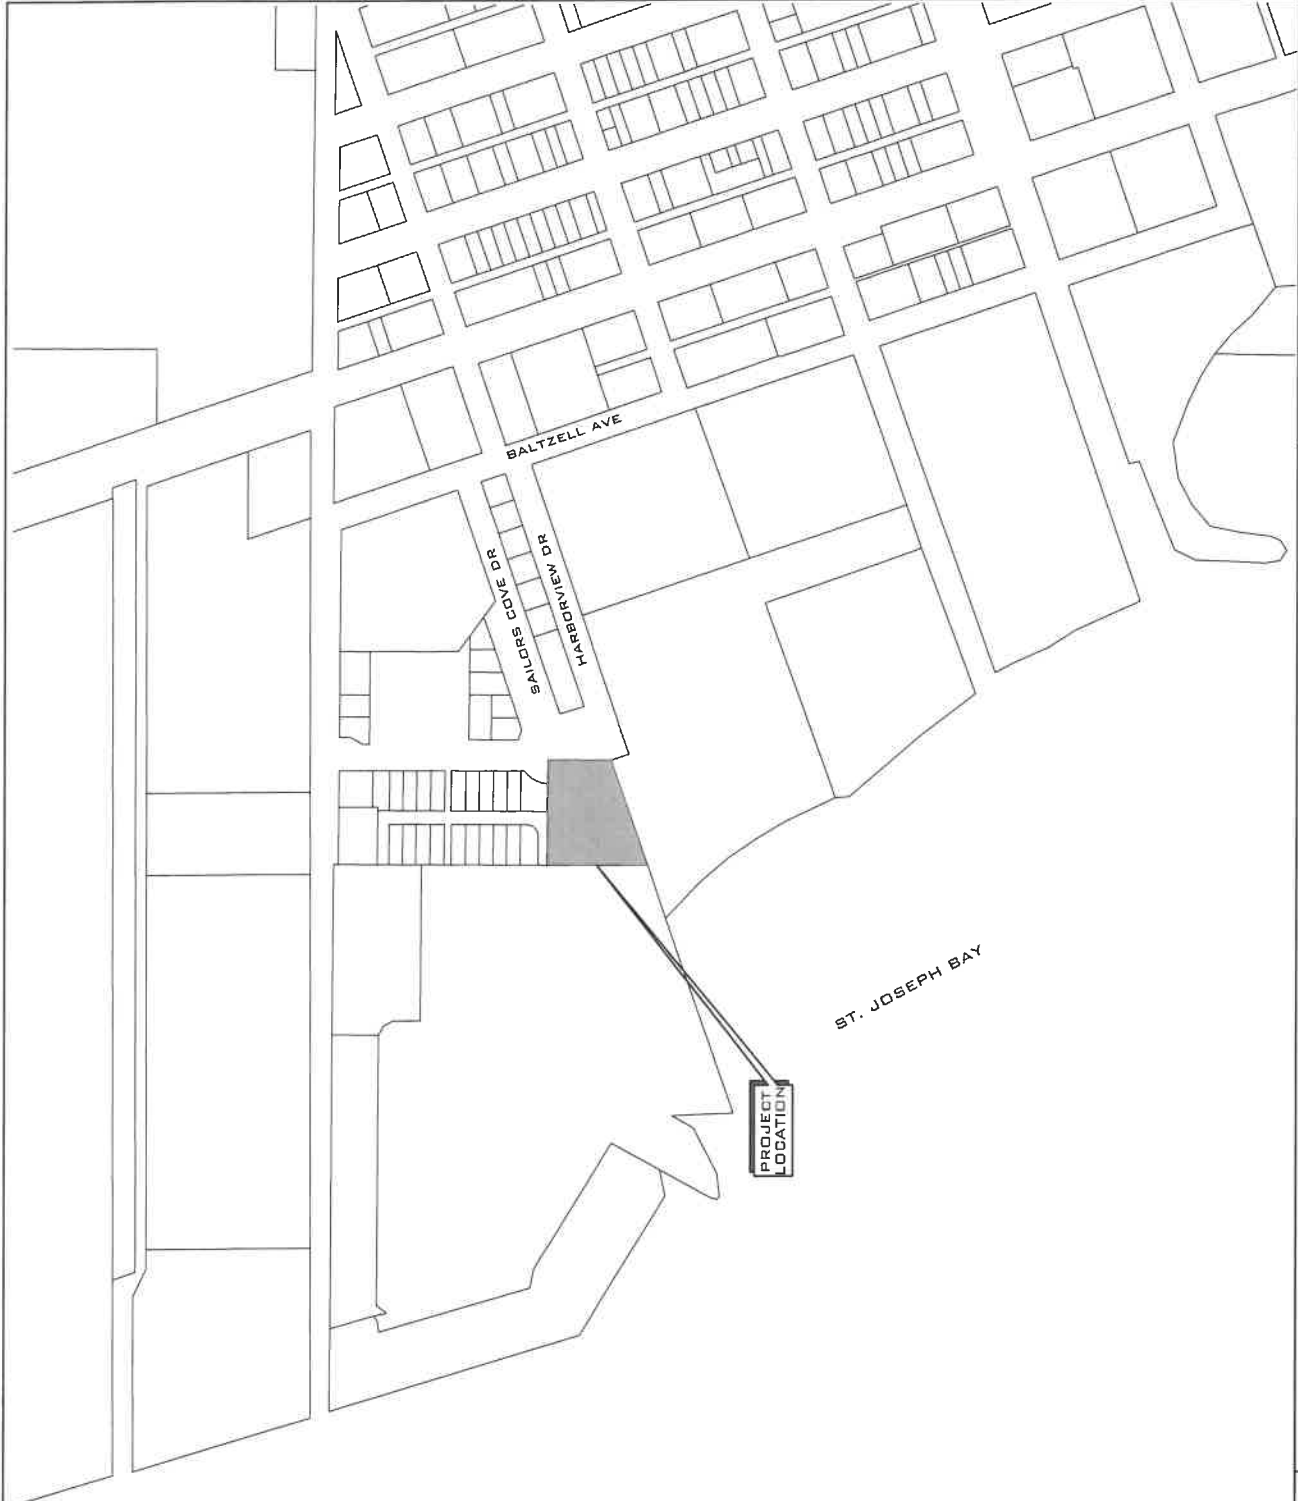 BALTZELL AVE
SAILORS COVE DR
HARBORVIEW DR
ST. JOSEPH BAY
PROJECT
LOCATION